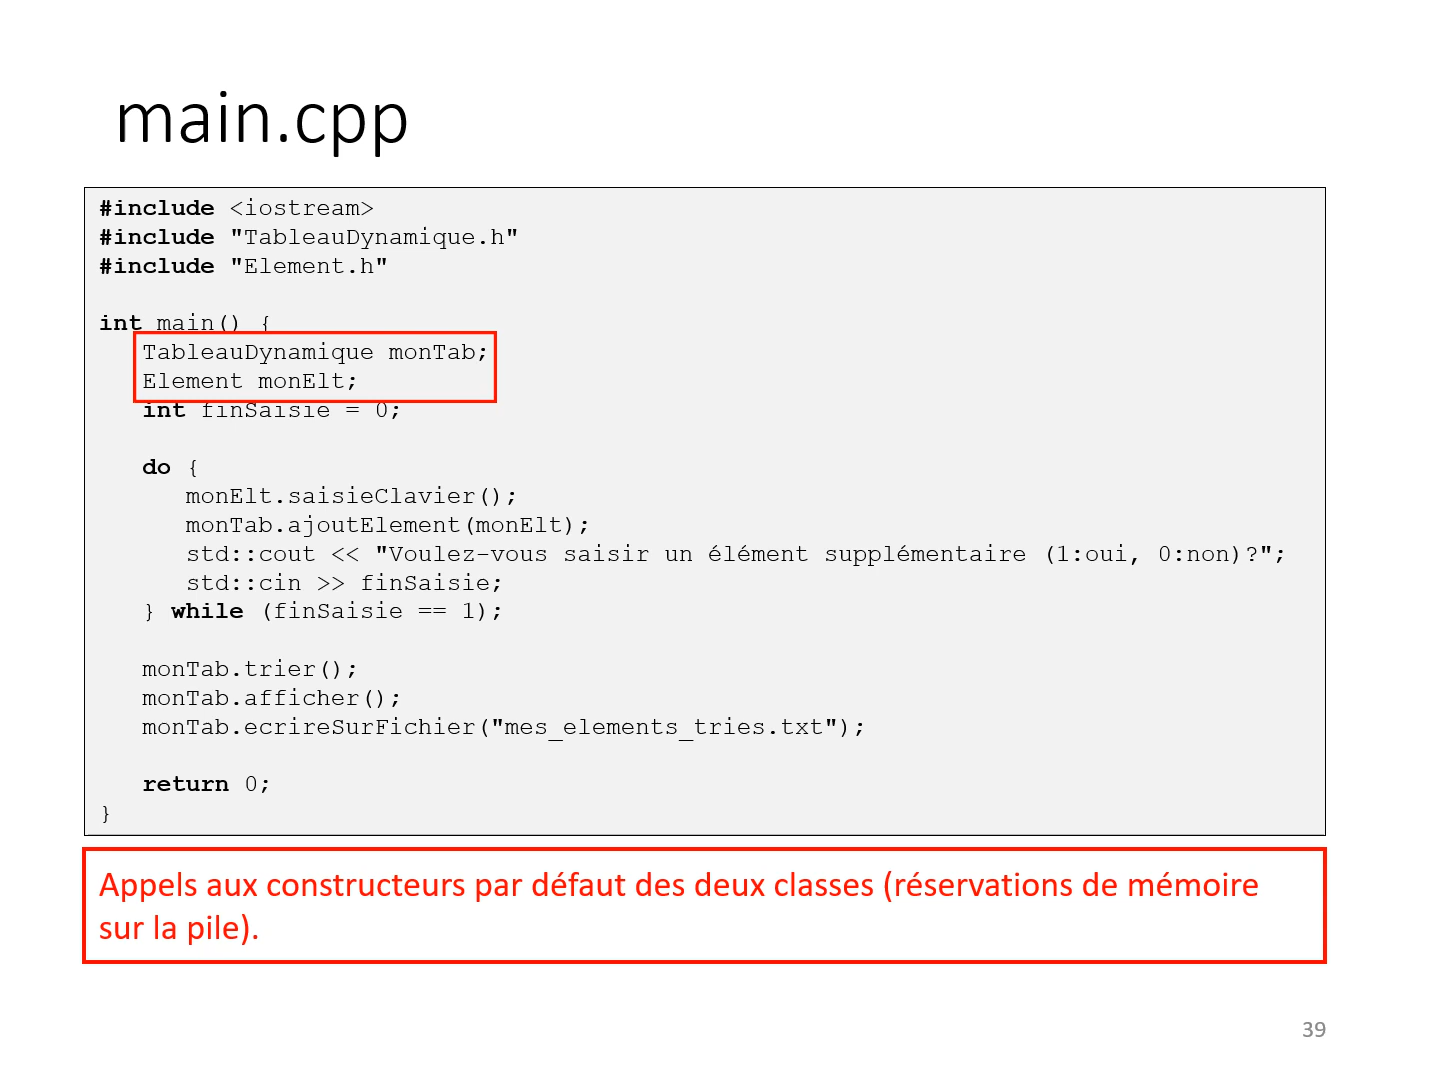 main.cpp
#include <iostream>
#include "TableauDynamique.h"
#include "Element.h"
int main() {
TableauDynamique monTab;
Element monElt;
int finSaisie = 0;
do {
monElt.saisieClavier();
monTab.ajoutElement(monElt);
std::cout << "Voulez-vous saisir un élément supplémentaire (1:oui, 0:non)?";
std::cin >> finSaisie;
} while (finSaisie == 1);
monTab.trier();
monTab.afficher();
monTab.ecrireSurFichier("mes_elements_tries.txt");
return 0;
}
Appels aux constructeurs par défaut des deux classes (réservations de mémoire
sur la pile).
39